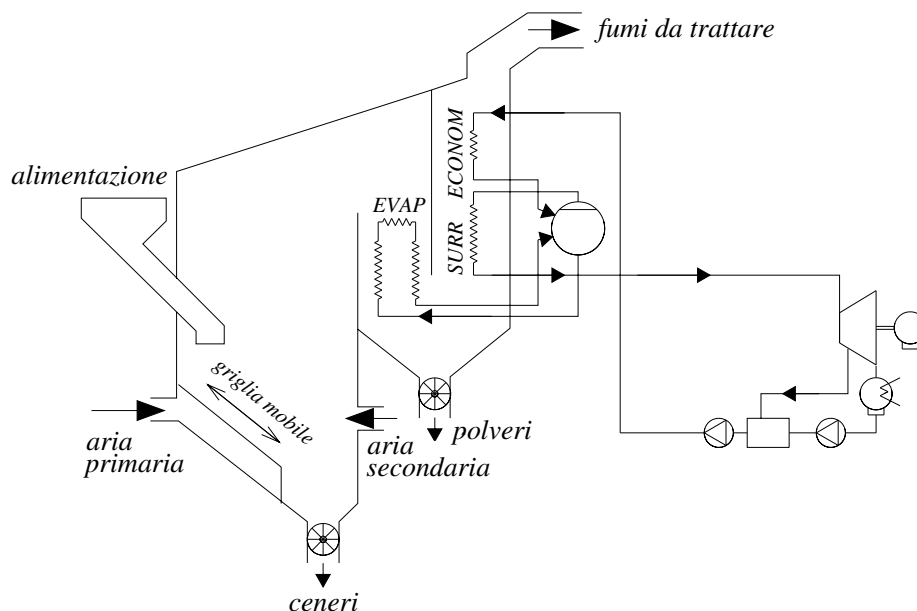 fumi da trattare
ECONOM
alimentazione
EVAP
SURR
griglia mobile
aria
primaria
aria
secondaria
polveri
ceneri